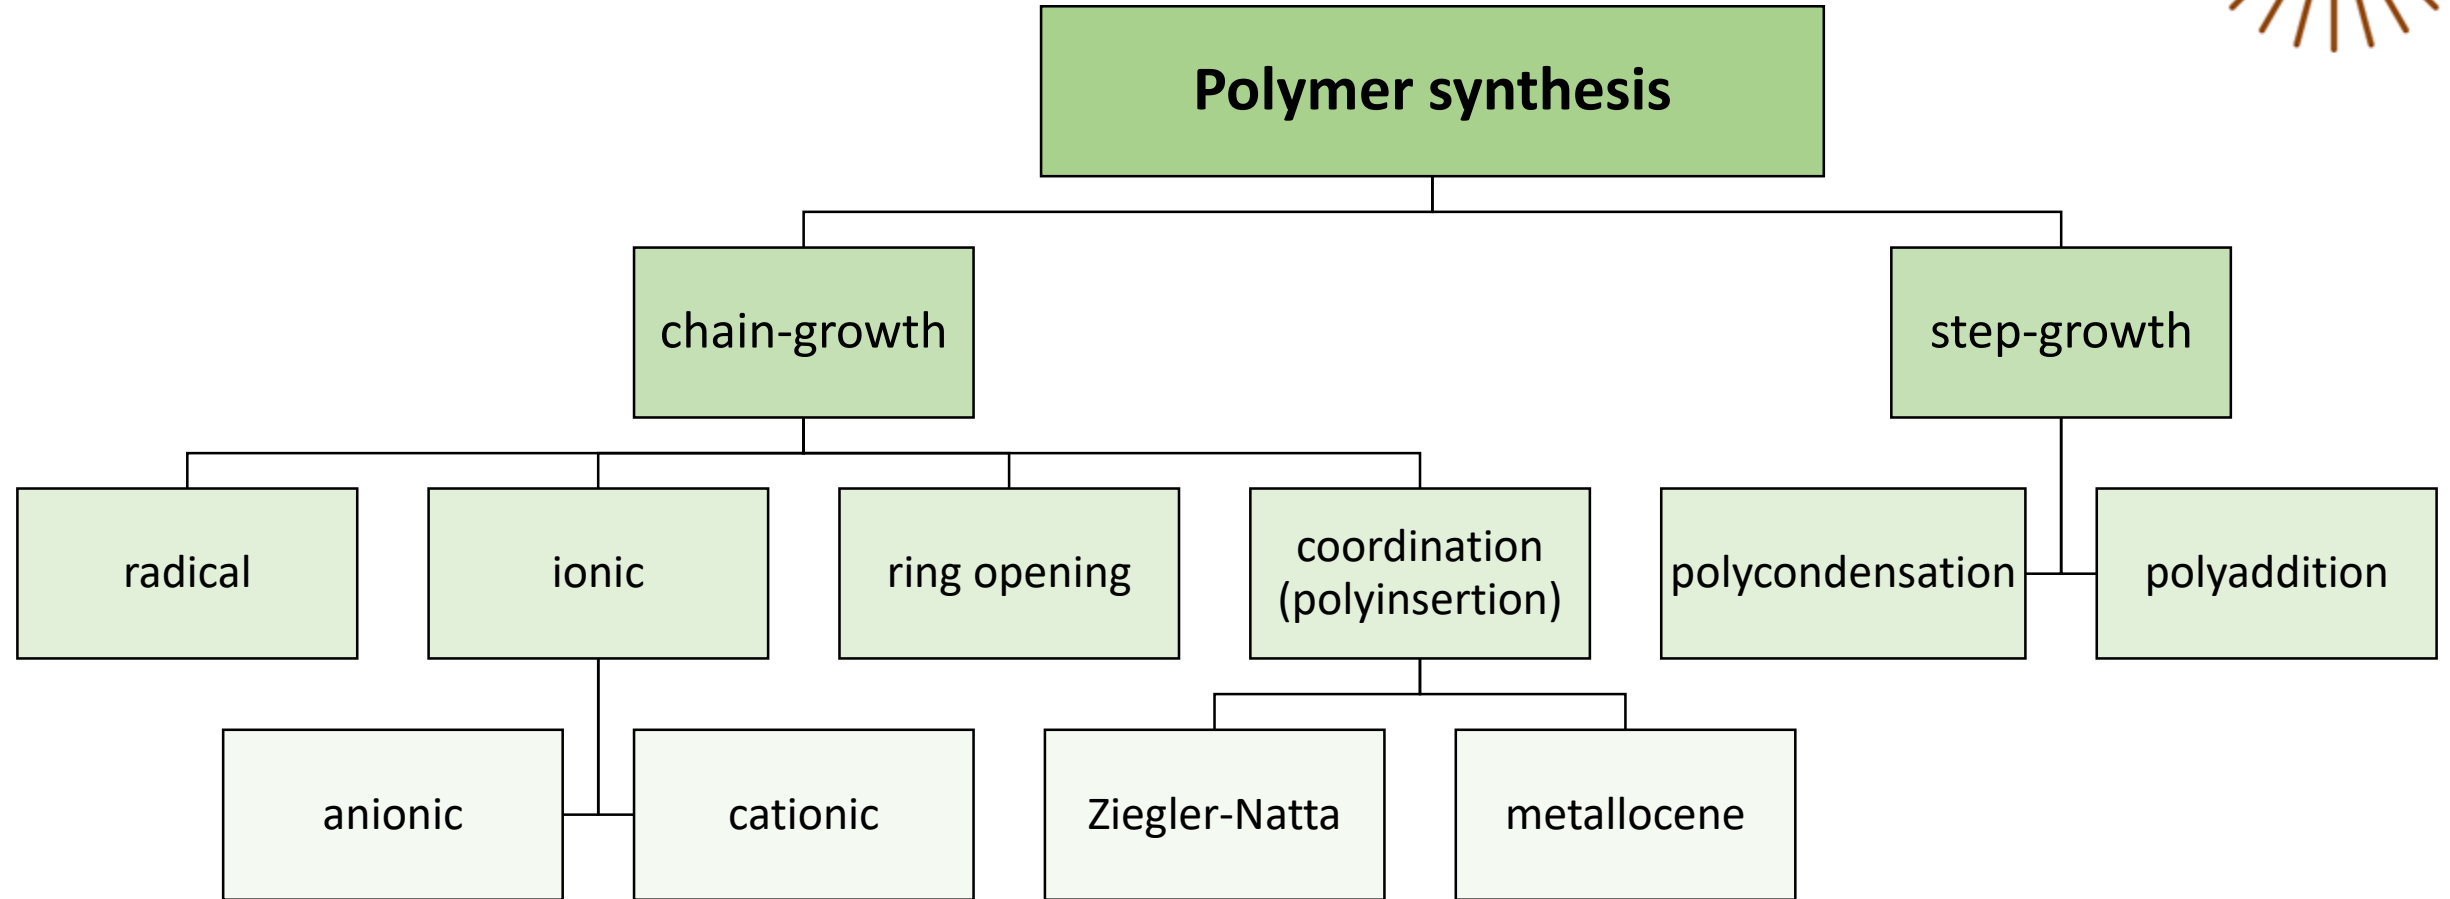 Polymer synthesis
chain-growth
step-growth
radical
ionic
ring opening
coordination
(polyinsertion)
polycondensation
polyaddition
anionic
cationic
Ziegler-Natta
metallocene